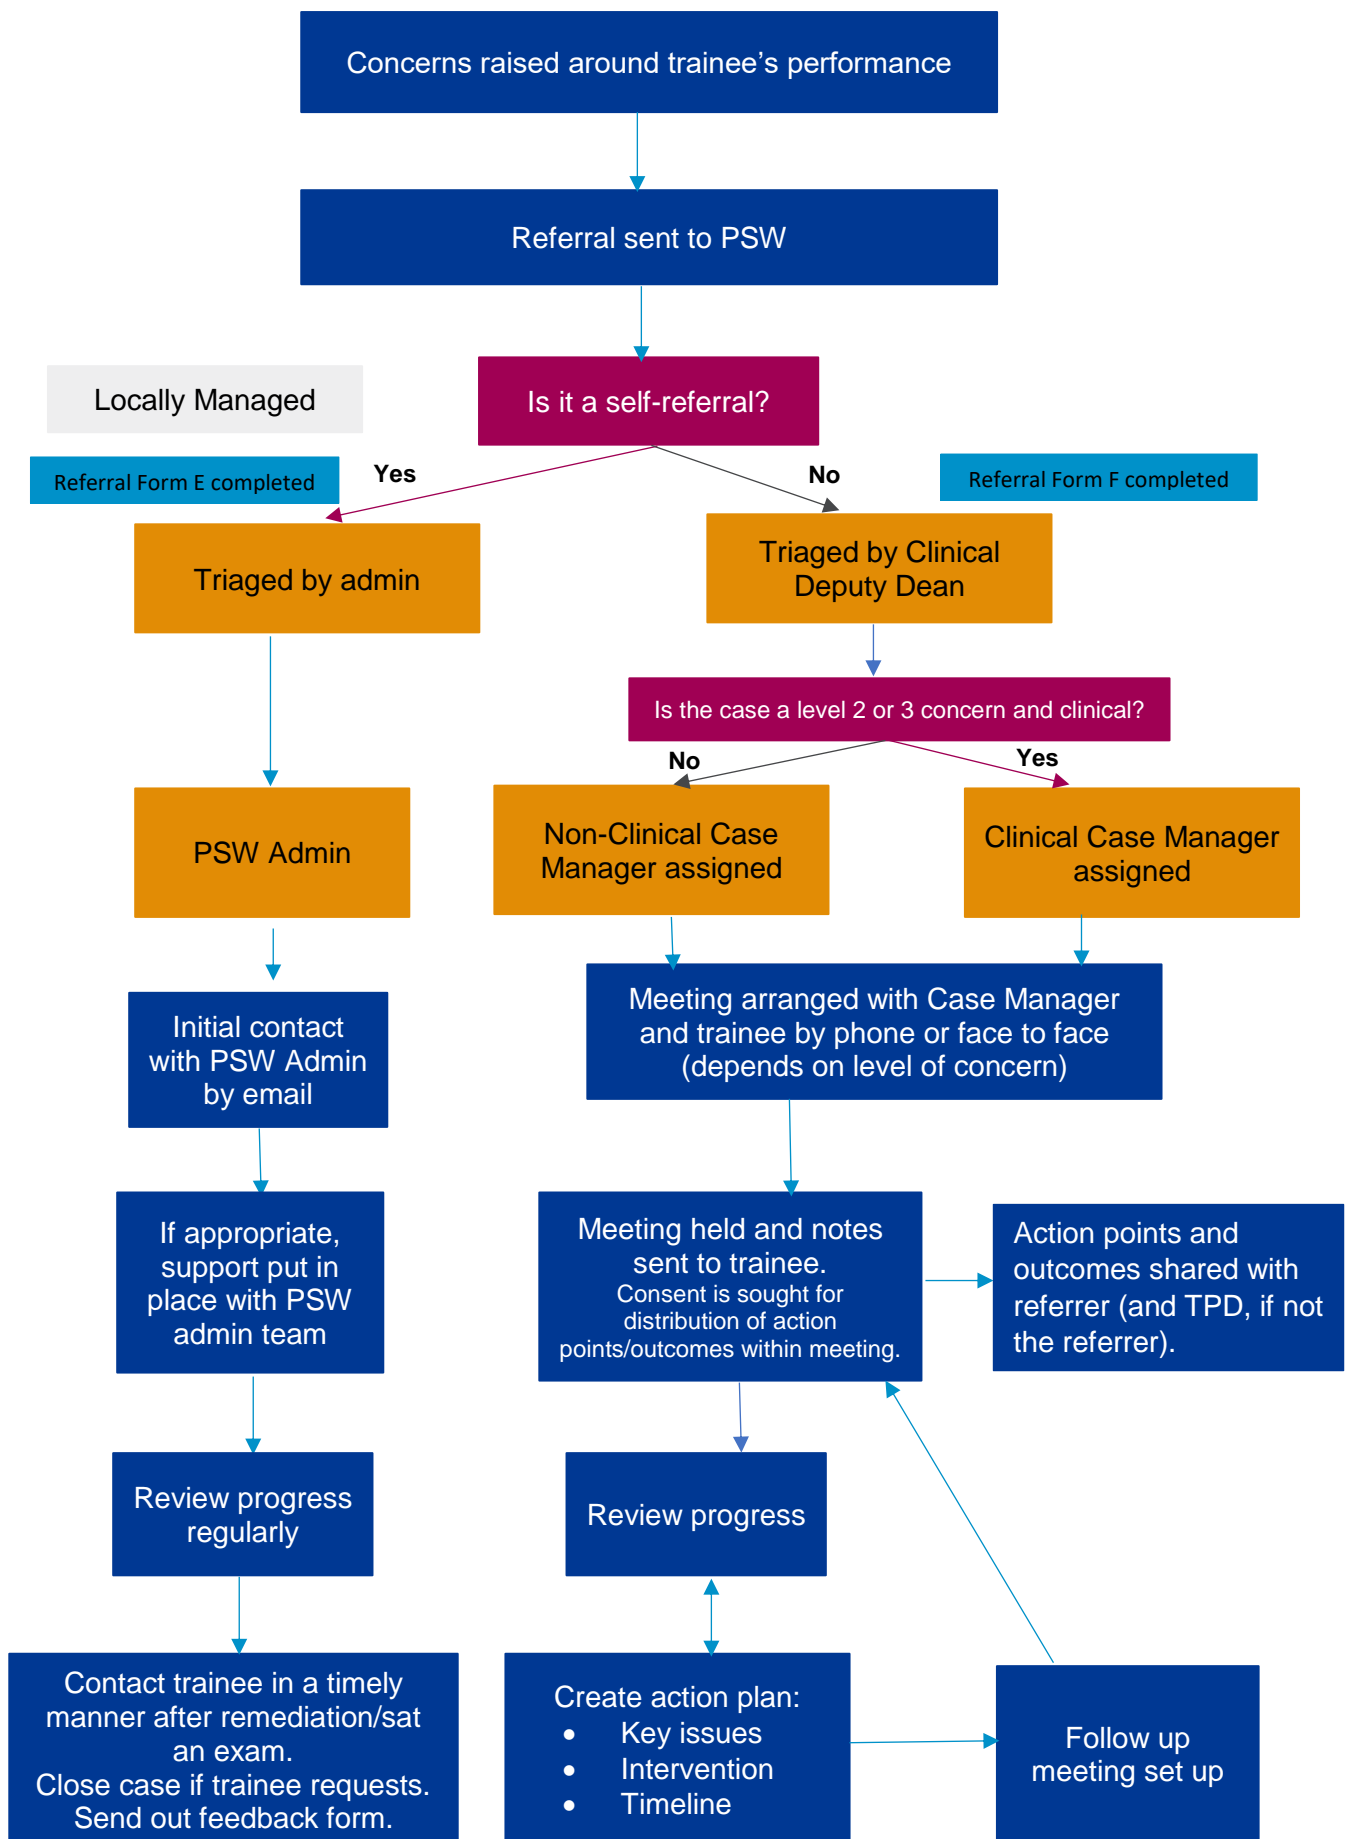 Concerns raised around trainee’s performance
Referral sent to PSW
Locally Managed
Is it a self-referral?
Referral Form E completed
Yes
No
Referral Form F completed
Triaged by admin
Triaged by Clinical
Deputy Dean
Is the case a level 2 or 3 concern and clinical?
No
Yes
PSW Admin
Non-Clinical Case
Manager assigned
Clinical Case Manager
assigned
Initial contact
with PSW Admin
by email
Meeting arranged with Case Manager
and trainee by phone or face to face
(depends on level of concern)
If appropriate,
support put in
place with PSW
admin team
Meeting held and notes
sent to trainee.
Consent is sought for
distribution of action
points/outcomes within meeting.
Action points and
outcomes shared with
referrer (and TPD, if not
the referrer).
Review progress
regularly
Review progress
Contact trainee in a timely
manner after remediation/sat
an exam.
Close case if trainee requests.
Send out feedback form.
Create action plan:
• Key issues
• Intervention
• Timeline
Follow up
meeting set up